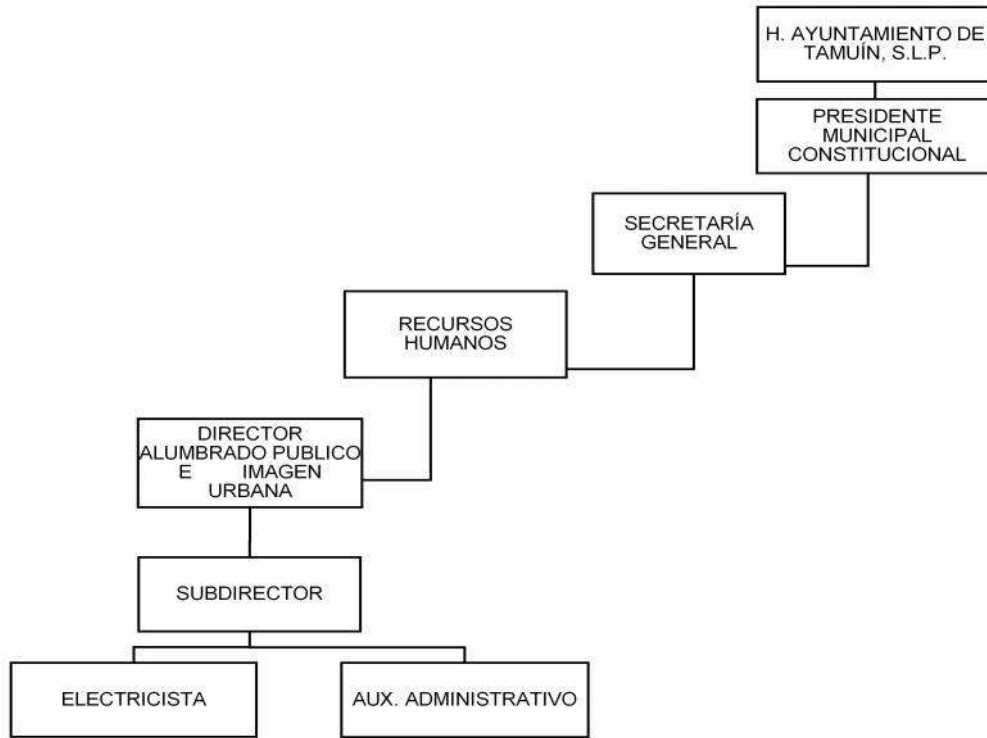 H. AYUNTAMIENTO DE
TAMUÍN, S.L.P.
PRESIDENTE
MUNICIPAL
CONSTITUCIONAL
SECRETARÍA
GENERAL
RECURSOS
HUMANOS
DIRECTOR
ALUMBRADO PUBLICO
E IMAGEN
URBANA
SUBDIRECTOR
ELECTRICISTA
AUX. ADMINISTRATIVO